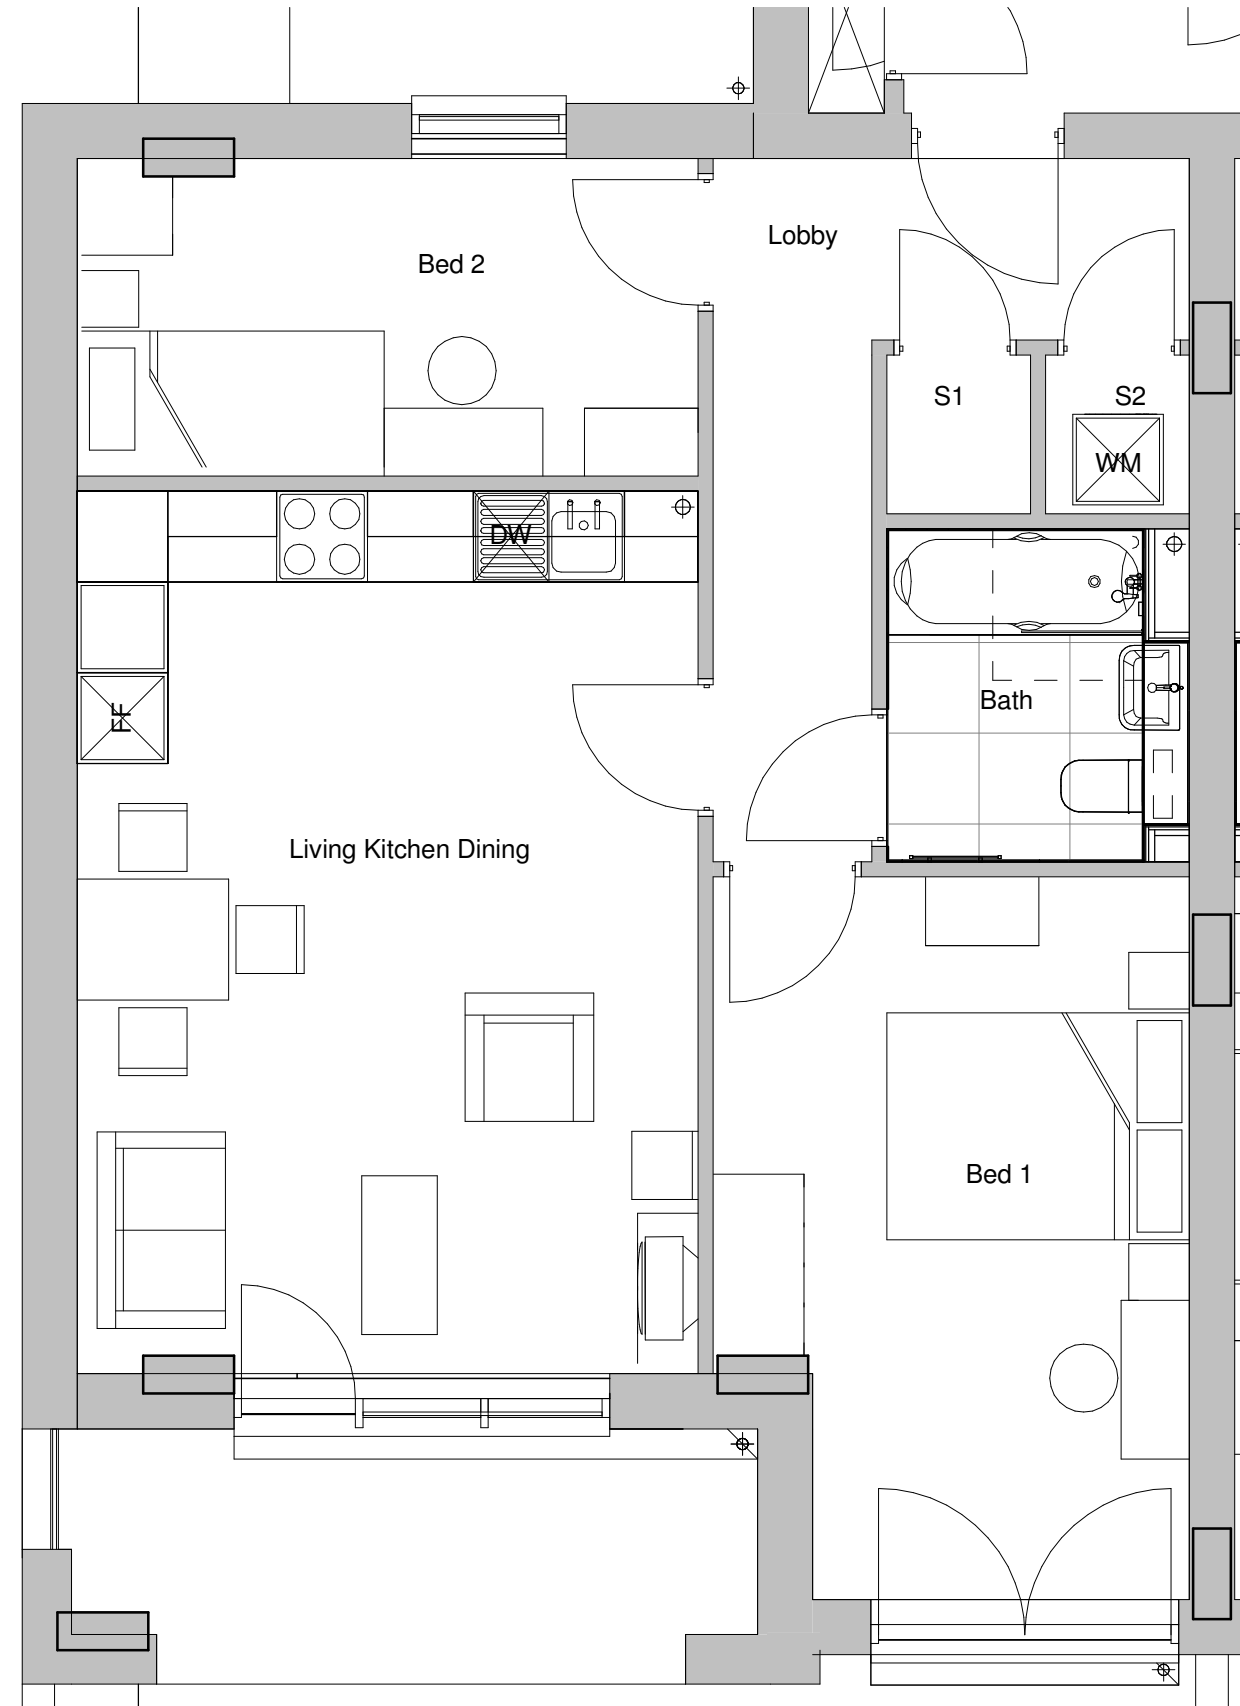 Lobby
Bed 2
S1
S2
WM
DW
Bath
FF
Living Kitchen Dining
Bed 1